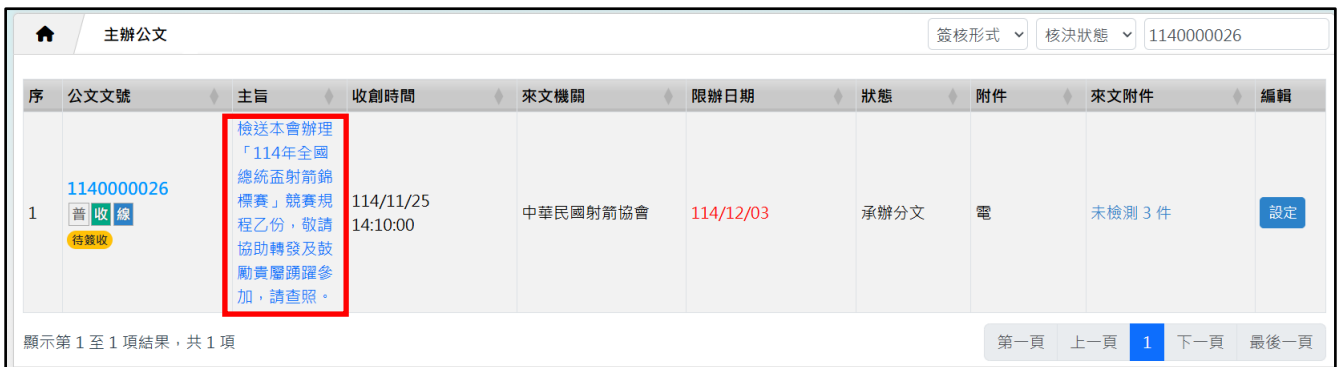 主辦公文
簽核形式 核決狀態 1140000026
序 公文文號 主旨 收創時間 來文機關 限辦日期 狀態 附件 來文附件 編輯
1
1140000026
普 收 線
待簽收
檢送本會辦理
「114年全國
總統盃射箭錦
標賽」競賽規
程乙份，敬請
協助轉發及鼓
勵貴屬踴躍參
加，請查照。
114/11/25
14:10:00
中華民國射箭協會
114/12/03
承辦分文
電
未檢測 3 件
設定
顯示第 1 至 1 項結果，共 1 項
第一頁 上一頁 1 下一頁 最後一頁